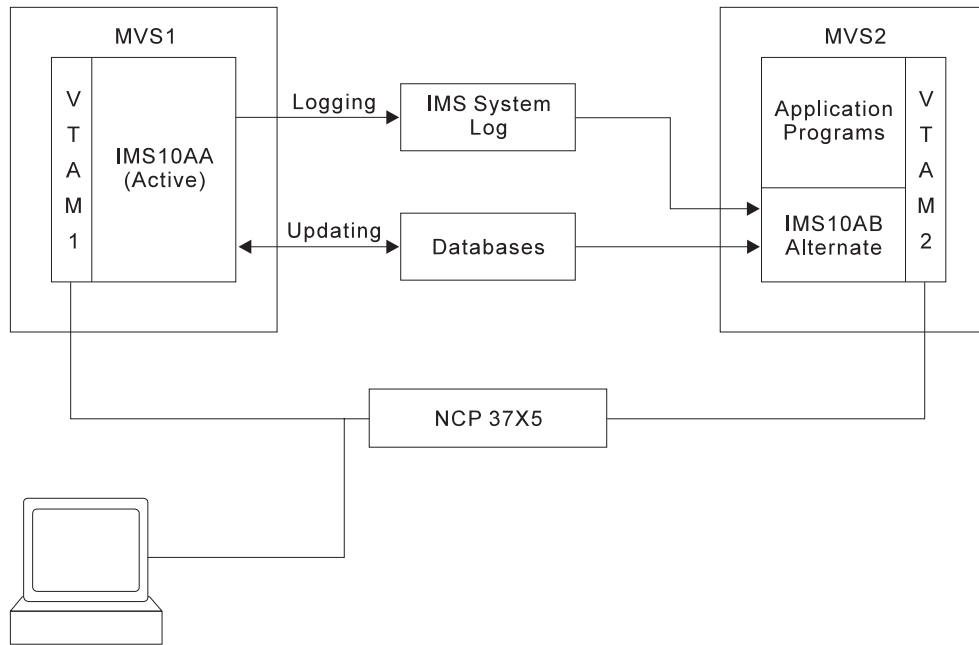 MVS1
V
T
A
M
1
IMS10AA
(Active)
Logging
IMS System
Log
Updating
Databases
MVS2
Application
Programs
IMS10AB
Alternate
V
T
A
M
2
NCP 37X5